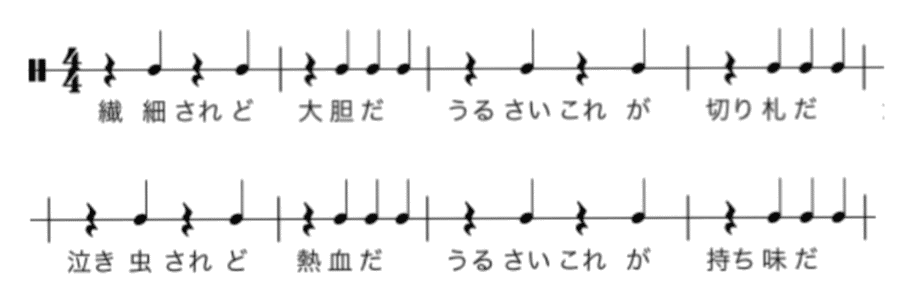 4/4
繊 細 され ど 大 胆 だ うる さい これ が 切り 札 だ
泣き 虫 され ど 熱 血 だ うる さい これ が 持ち 味 だ